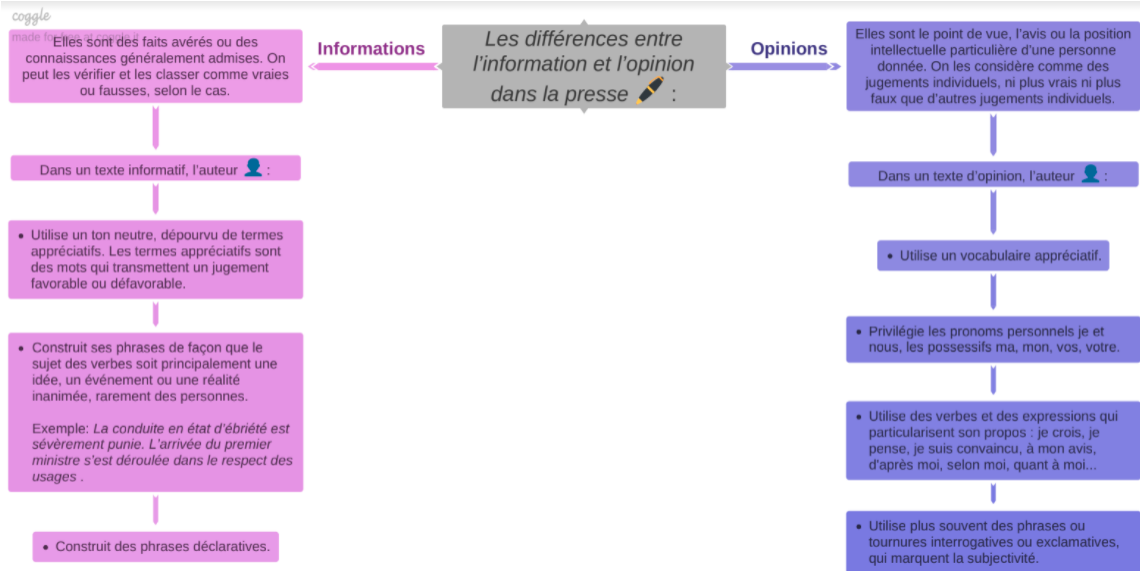 coggle
made for free at coggle.it
Les différences entre
l'information et l'opinion
dans la presse :
Informations
Elles sont des faits avérés ou des
connaissances généralement admises. On
peut les vérifier et les classer comme vraies
ou fausses, selon le cas.
Dans un texte informatif, l'auteur :
• Utilise un ton neutre, dépourvu de termes
appréciatifs. Les termes appréciatifs sont
des mots qui transmettent un jugement
favorable ou défavorable.
• Construit ses phrases de façon que le
sujet des verbes soit principalement une
idée, un événement ou une réalité
inanimée, rarement des personnes.
Exemple: La conduite en état d'ébriété est
sévèrement punie. L'arrivée du premier
ministre s'est déroulée dans le respect des
usages .
• Construit des phrases déclaratives.
Opinions
Elles sont le point de vue, l'avis ou la position
intellectuelle particulière d'une personne
donnée. On les considère comme des
jugements individuels, ni plus vrais ni plus
faux que d'autres jugements individuels.
Dans un texte d'opinion, l'auteur :
• Utilise un vocabulaire appréciatif.
• Privilégie les pronoms personnels je et
nous, les possessifs ma, mon, vos, votre.
• Utilise des verbes et des expressions qui
particularisent son propos : je crois, je
pense, je suis convaincu, à mon avis,
d'après moi, selon moi, quant à moi...
• Utilise plus souvent des phrases ou
tournures interrogatives ou exclamatives,
qui marquent la subjectivité.